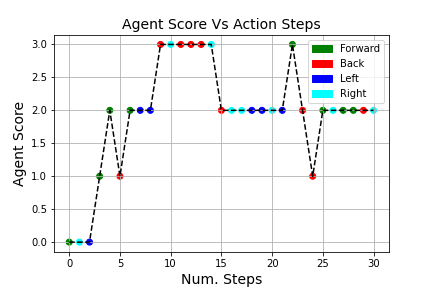 Agent Score Vs Action Steps
Agent Score
3.0
2.5
2.0
1.5
1.0
0.5
0.0
Forward
Back
Left
Right
0 5 10 15 20 25 30
Num. Steps